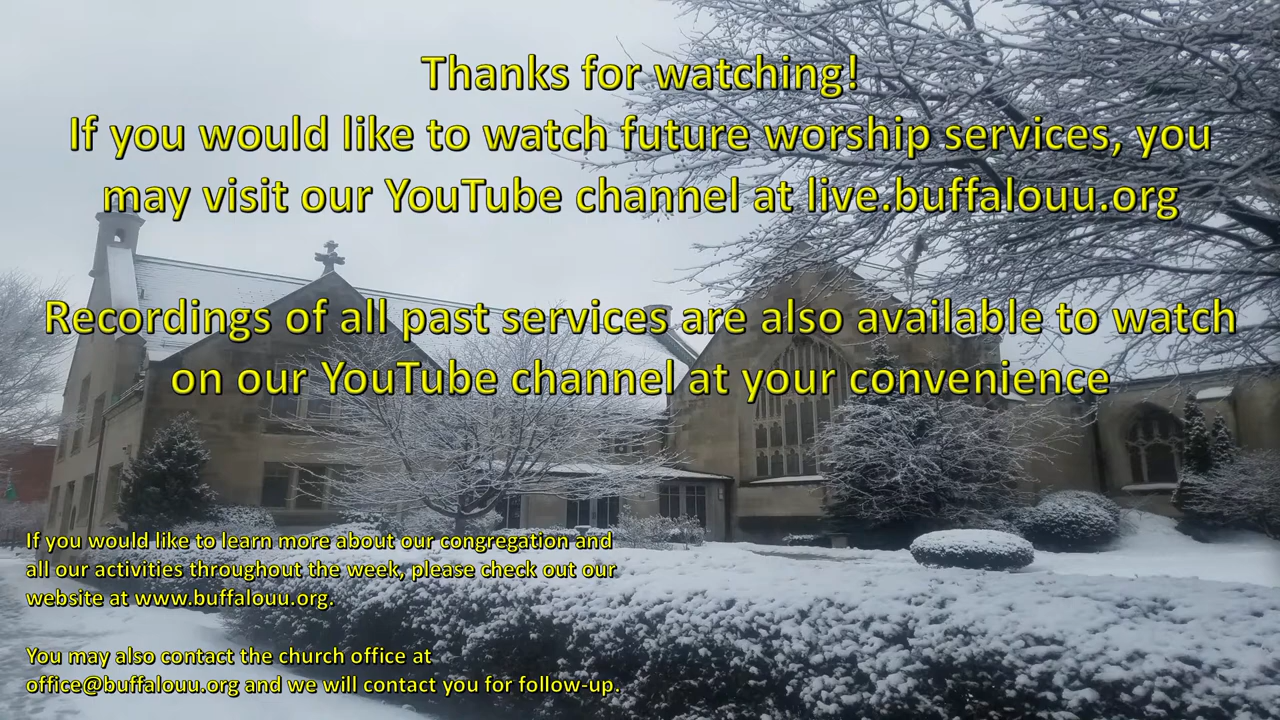 Thanks for watching!
If you would like to watch future worship services, you
may visit our YouTube channel at live.buffalouu.org
Recordings of all past services are also available to watch
on our YouTube channel at your convenience
If you would like to learn more about our congregation and
all our activities throughout the week, please check out our
website at www.buffalouu.org.
You may also contact the church office at
office@buffalouu.org and we will contact you for follow-up.